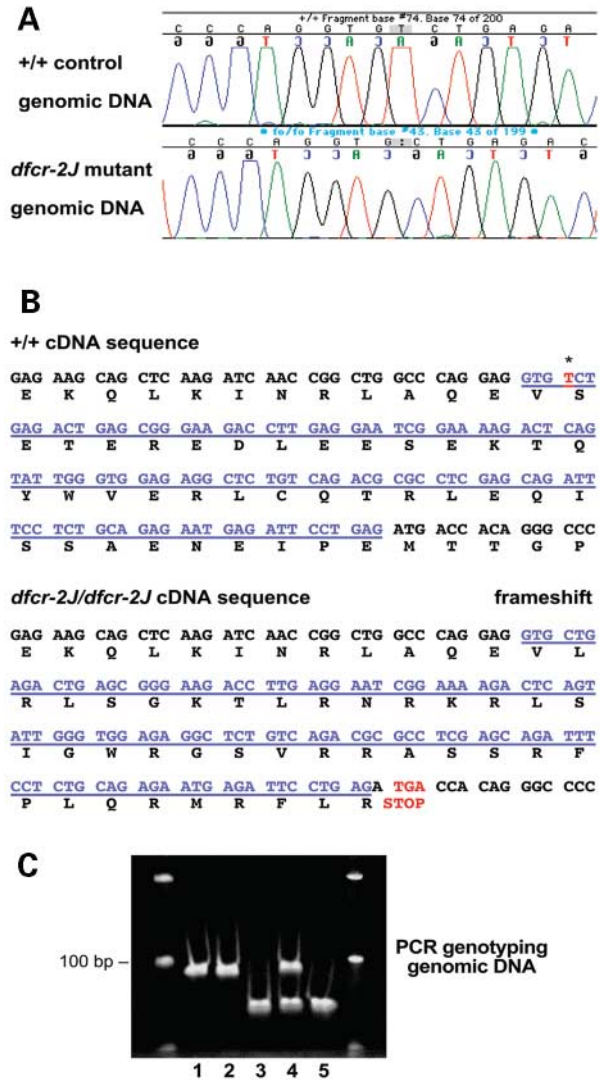 A
+/+ Fragment base #74. Base 74 of 200
C C C A G G T G T C T G A G A
G G G T C C A C A G A C T C T
+/+ control
genomic DNA
fo/fo Fragment base #43. Base 43 of 199
C C C A G G T G : C T G A G A C
G G G T C C A C G A C T C T G
dfcr-2J mutant
genomic DNA
B
+/+ cDNA sequence
*
GAG AAG CAG CTC AAG ATC AAC CGG CTG GCC CAG GAG GTG TCT
E K Q L K I N R L A Q E V S
GAG ACT GAG CGG GAA GAC CTT GAG GAA TCG GAA AAG ACT CAG
E T E R E D L E E S E K T Q
TAT TGG GTG GAG AGG CTC TGT CAG ACG CGC CTC GAG CAG ATT
Y W V E R L C Q T R L E Q I
TCC TCT GCA GAG AAT GAG ATT CCT GAG ATG ACC ACA GGG CCC
S S A E N E I P E M T T G P
dfcr-2J/dfcr-2J cDNA sequence frameshift
GAG AAG CAG CTC AAG ATC AAC CGG CTG GCC CAG GAG GTG CTG
E K Q L K I N R L A Q E V L
AGA CTG AGC GGG AAG ACC TTG AGG AAT CGG AAA AGA CTC AGT
R L S G K T L R N R K R L S
ATT GGG TGG AGA GGC TCT GTC AGA CGC GCC TCG AGC AGA TTT
I G W R G S V R R A S S R F
CCT CTG CAG AGA ATG AGA TTC CTG AGA TGA CCA CAG GGC CCC
P L Q R M R F L R STOP
C
100 bp
PCR genotyping
genomic DNA
1 2 3 4 5